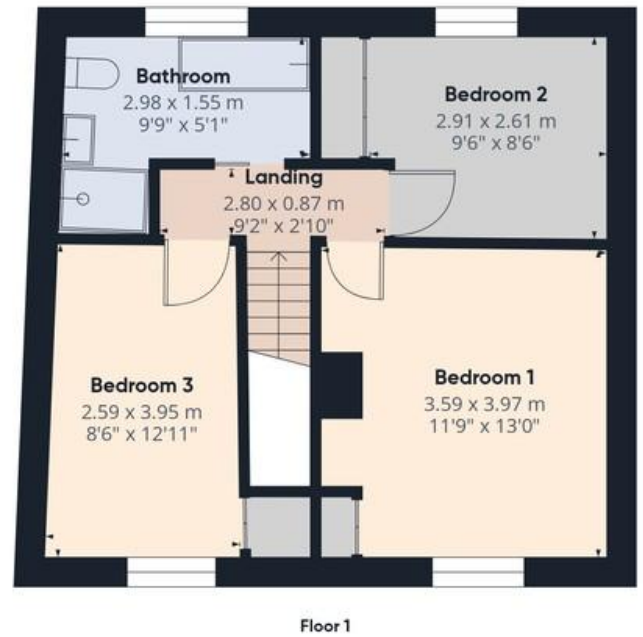 Bathroom
2.98 x 1.55 m
9'9" x 5'1"
Bedroom 2
2.91 x 2.61 m
9'6" x 8'6"
Landing
2.80 x 0.87 m
9'2" x 2'10"
Bedroom 3
2.59 x 3.95 m
8'6" x 12'11"
Bedroom 1
3.59 x 3.97 m
11'9" x 13'0"
Floor 1